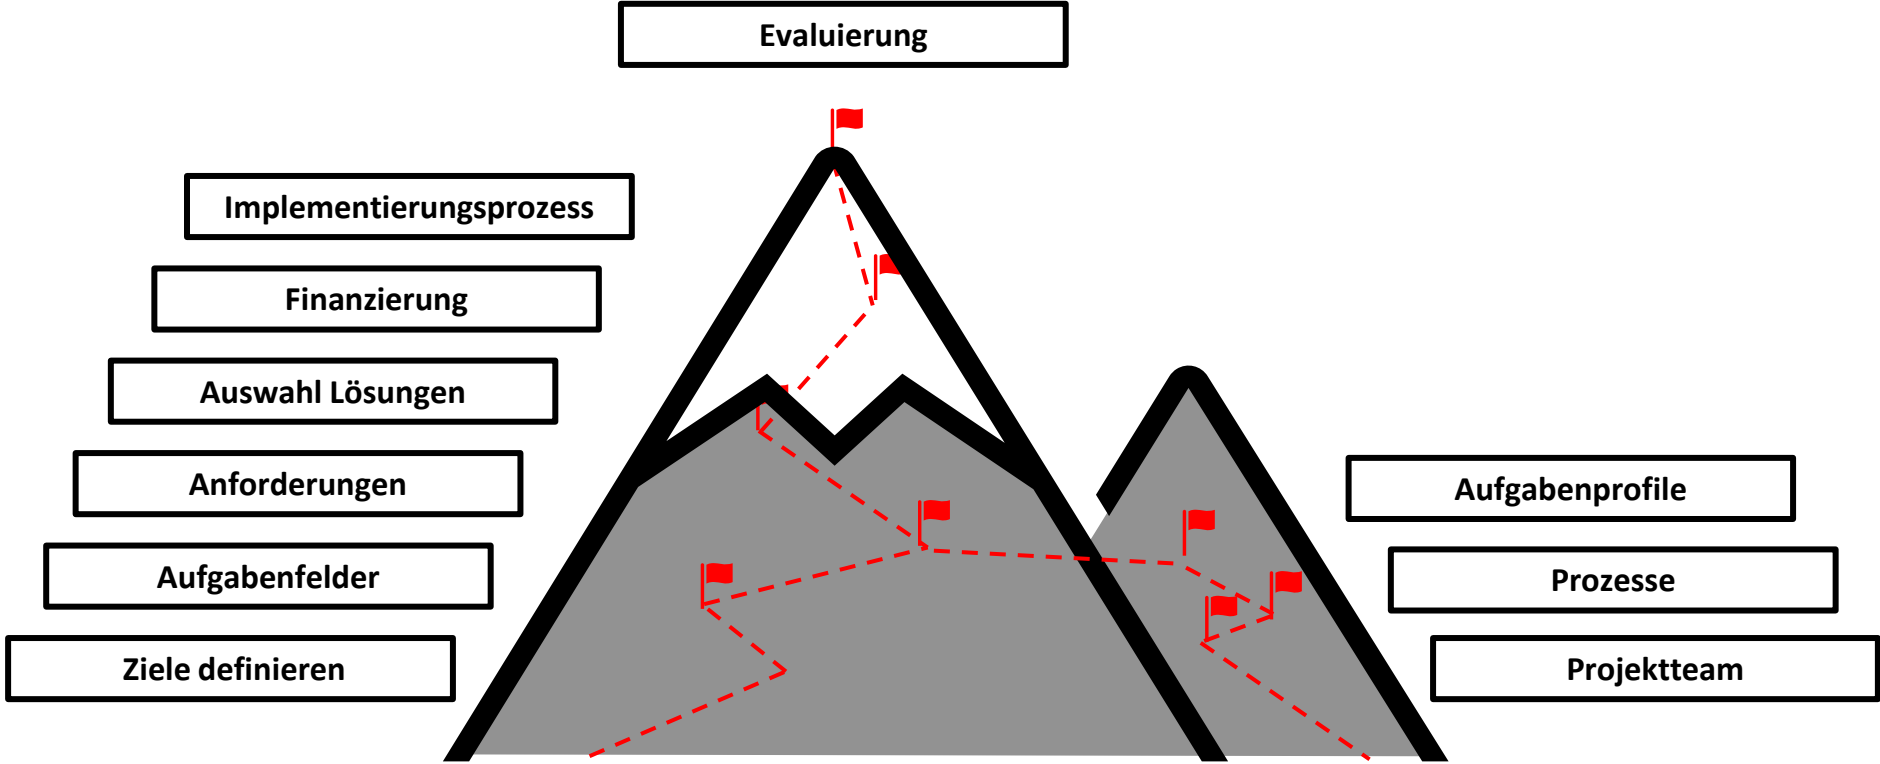 Evaluierung
Implementierungsprozess
Finanzierung
Auswahl Lösungen
Anforderungen
Aufgabenfelder
Ziele definieren
Aufgabenprofile
Prozesse
Projektteam